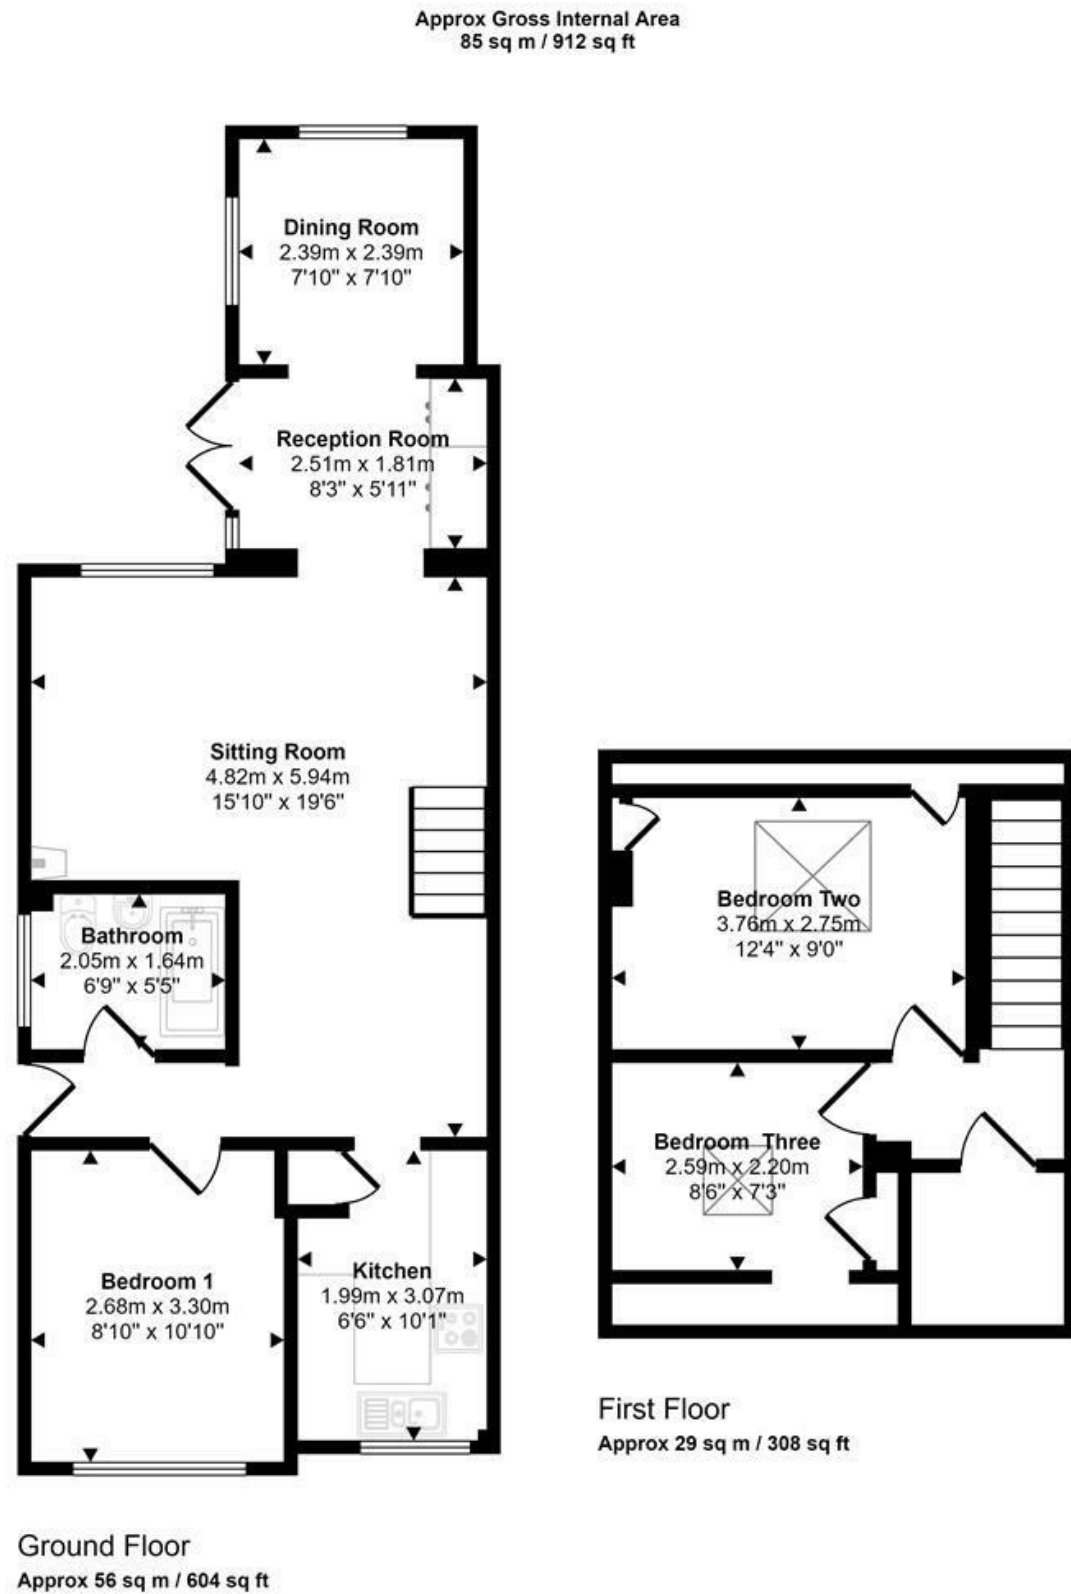 Approx Gross Internal Area
85 sq m / 912 sq ft
Dining Room
2.39m x 2.39m
7'10" x 7'10"
Reception Room
2.51m x 1.81m
8'3" x 5'11"
Sitting Room
4.82m x 5.94m
15'10" x 19'6"
Bathroom
2.05m x 1.64m
6'9" x 5'5"
Bedroom 1
2.68m x 3.30m
8'10" x 10'10"
Kitchen
1.99m x 3.07m
6'6" x 10'1"
Ground Floor
Approx 56 sq m / 604 sq ft
Bedroom Two
3.76m x 2.75m
12'4" x 9'0"
Bedroom Three
2.59m x 2.20m
8'6" x 7'3"
First Floor
Approx 29 sq m / 308 sq ft